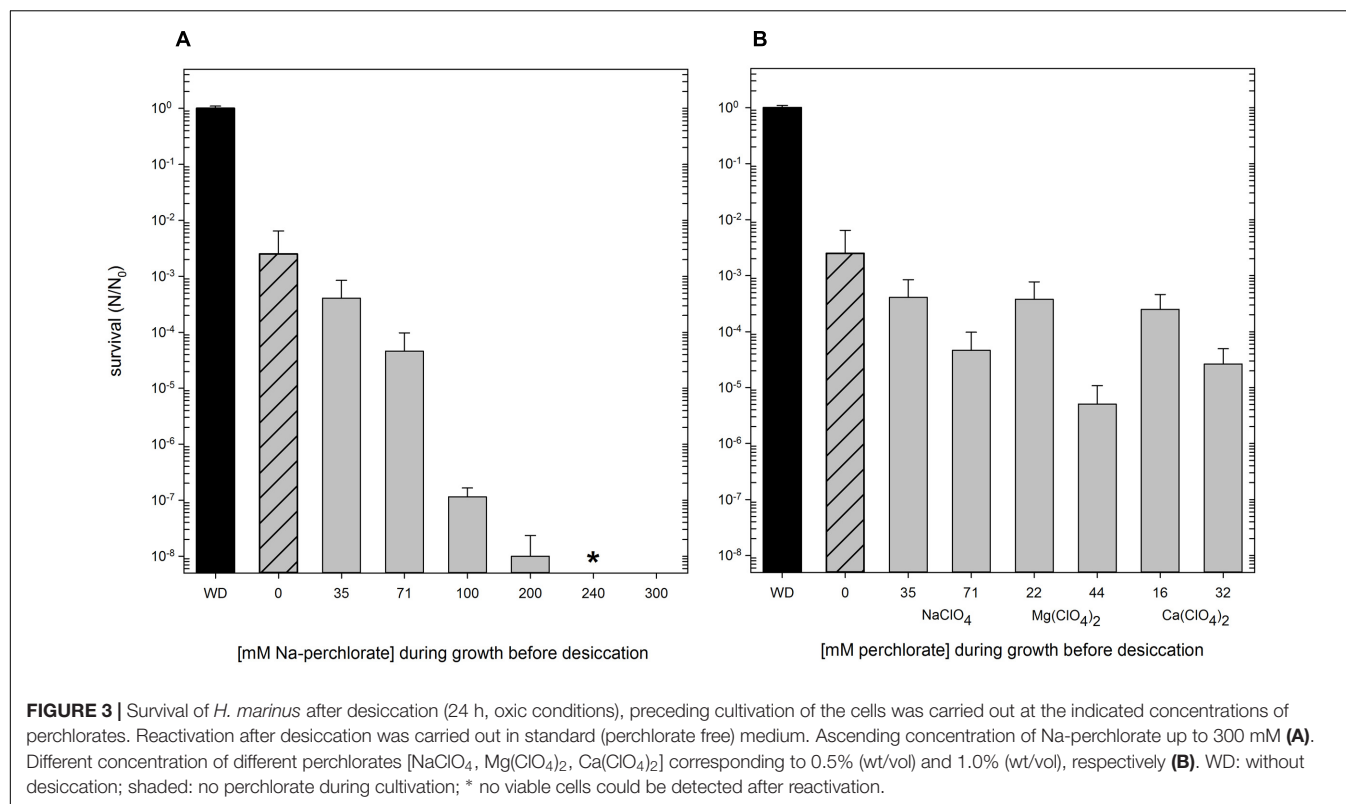 A
B
10⁰
10⁻¹
10⁻²
10⁻³
10⁻⁴
10⁻⁵
10⁻⁶
10⁻⁷
10⁻⁸
survival (N/N₀)
*
WD 0 35 71 100 200 240 300
[mM Na-perchlorate] during growth before desiccation
10⁰
10⁻¹
10⁻²
10⁻³
10⁻⁴
10⁻⁵
10⁻⁶
10⁻⁷
10⁻⁸
WD 0 35 71 22 44 16 32
NaClO₄ Mg(ClO₄)₂ Ca(ClO₄)₂
[mM perchlorate] during growth before desiccation
FIGURE 3 | Survival of H. marinus after desiccation (24 h, oxic conditions), preceding cultivation of the cells was carried out at the indicated concentrations of
perchlorates. Reactivation after desiccation was carried out in standard (perchlorate free) medium. Ascending concentration of Na-perchlorate up to 300 mM (A).
Different concentration of different perchlorates [NaClO₄, Mg(ClO₄)₂, Ca(ClO₄)₂] corresponding to 0.5% (wt/vol) and 1.0% (wt/vol), respectively (B). WD: without
desiccation; shaded: no perchlorate during cultivation; * no viable cells could be detected after reactivation.